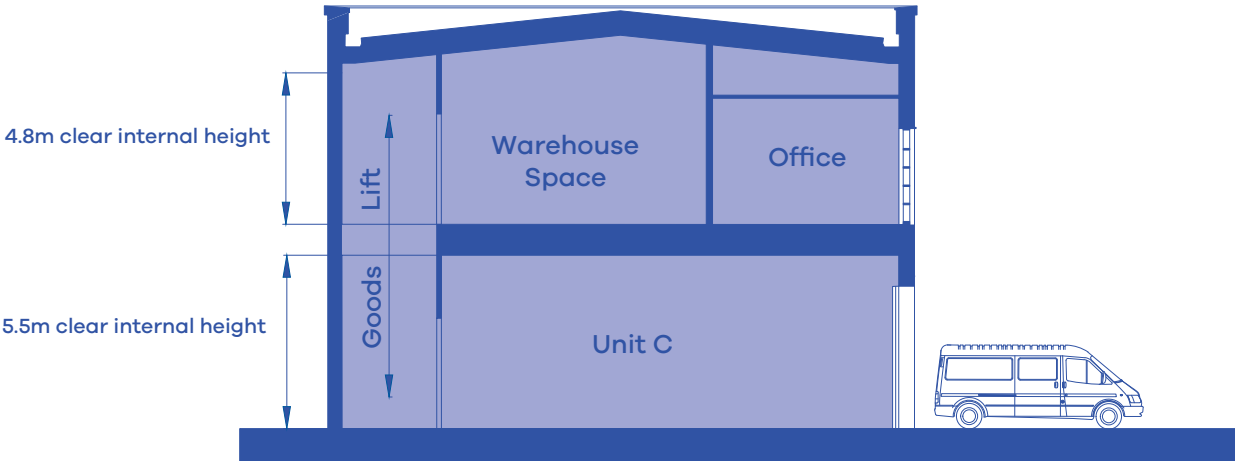 4.8m clear internal height
Lift
Warehouse
Space
Office
5.5m clear internal height
Goods
Unit C